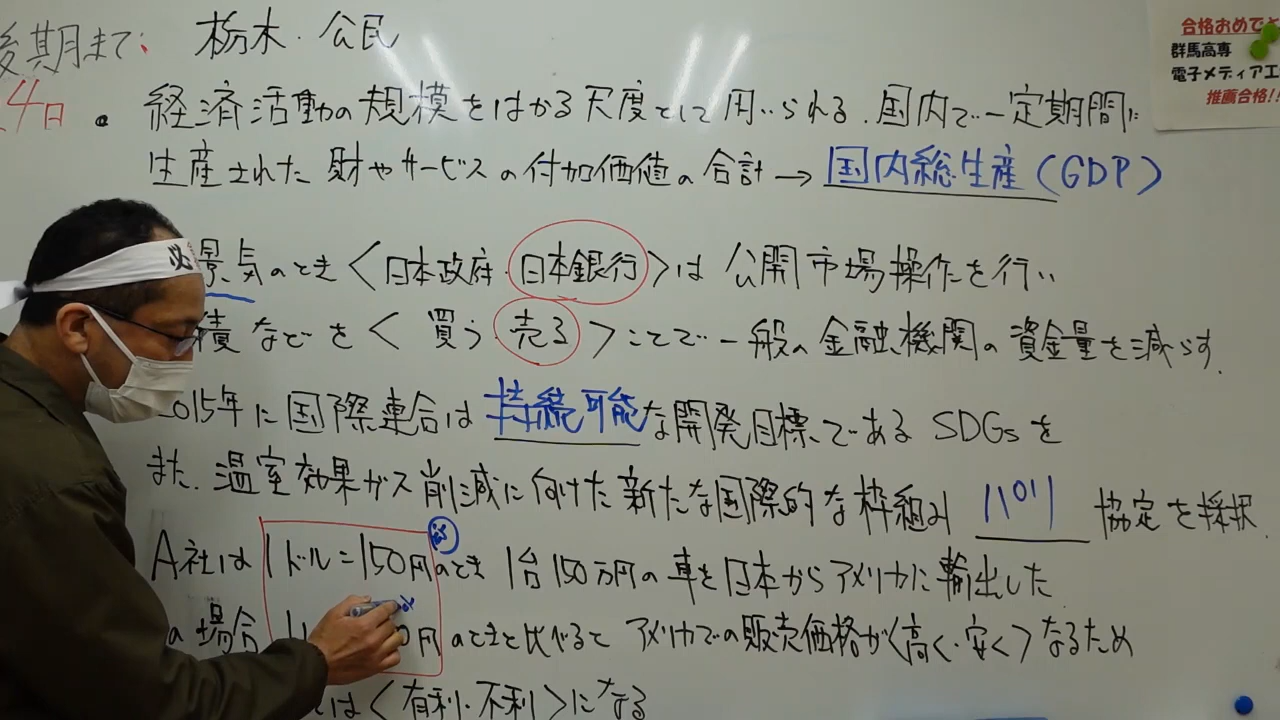 後期まで: 栃木・公民
4日
・経済活動の規模をはかる尺度として用いられる、国内で一定期間に
生産された財やサービスの付加価値の合計→国内総生産(GDP)
景気のとき〈日本政府・日本銀行〉は公開市場操作を行い
債などを〈買う・売る〉ことで一般の金融機関の資金量を減らす.
2015年に国際連合は持続可能な開発目標であるSDGsを
また、温室効果ガス削減に向けた新たな国際的な枠組み パリ 協定を採択
A社は1ドル=150円のとき1台150万円の車を日本からアメリカに輸出した
の場合 円のときと比べるとアメリカでの販売価格が〈高く・安く〉なるため
は〈有利・不利〉になる
合格おめでと
群馬高専
電子メディア工
推薦合格!!
必